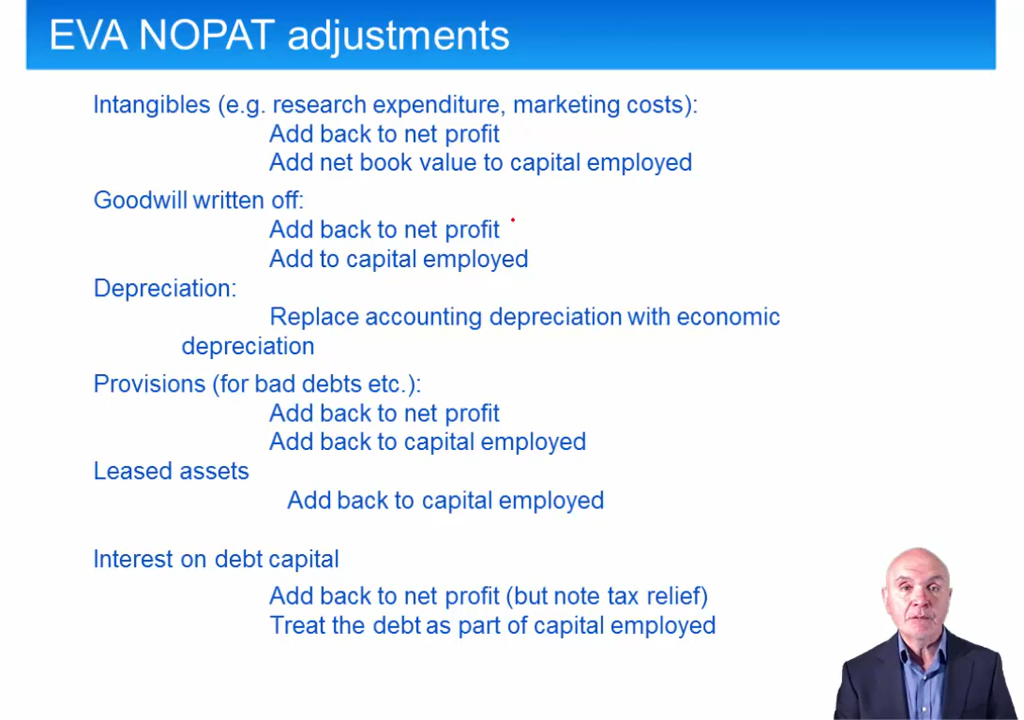 EVA NOPAT adjustments
Intangibles (e.g. research expenditure, marketing costs):
Add back to net profit
Add net book value to capital employed
Goodwill written off:
Add back to net profit
Add to capital employed
Depreciation:
Replace accounting depreciation with economic
depreciation
Provisions (for bad debts etc.):
Add back to net profit
Add back to capital employed
Leased assets
Add back to capital employed
Interest on debt capital
Add back to net profit (but note tax relief)
Treat the debt as part of capital employed